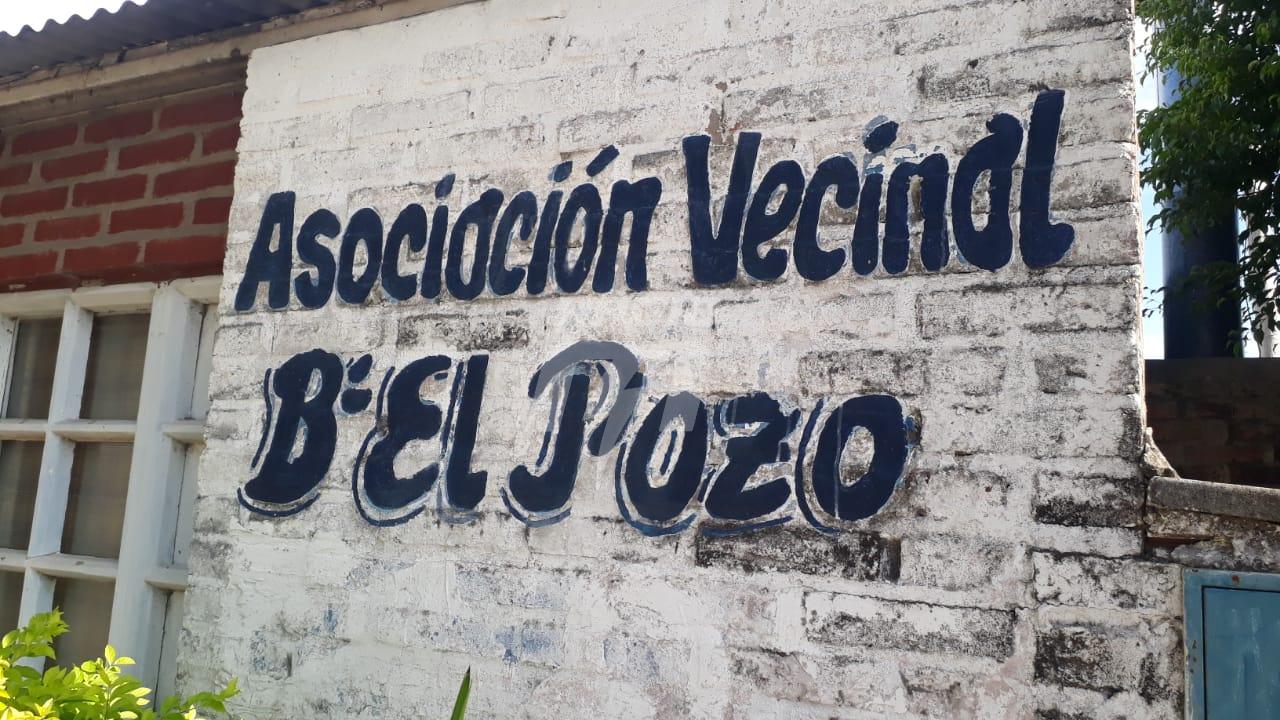 Asociación Vecinal
Bº El Pozo